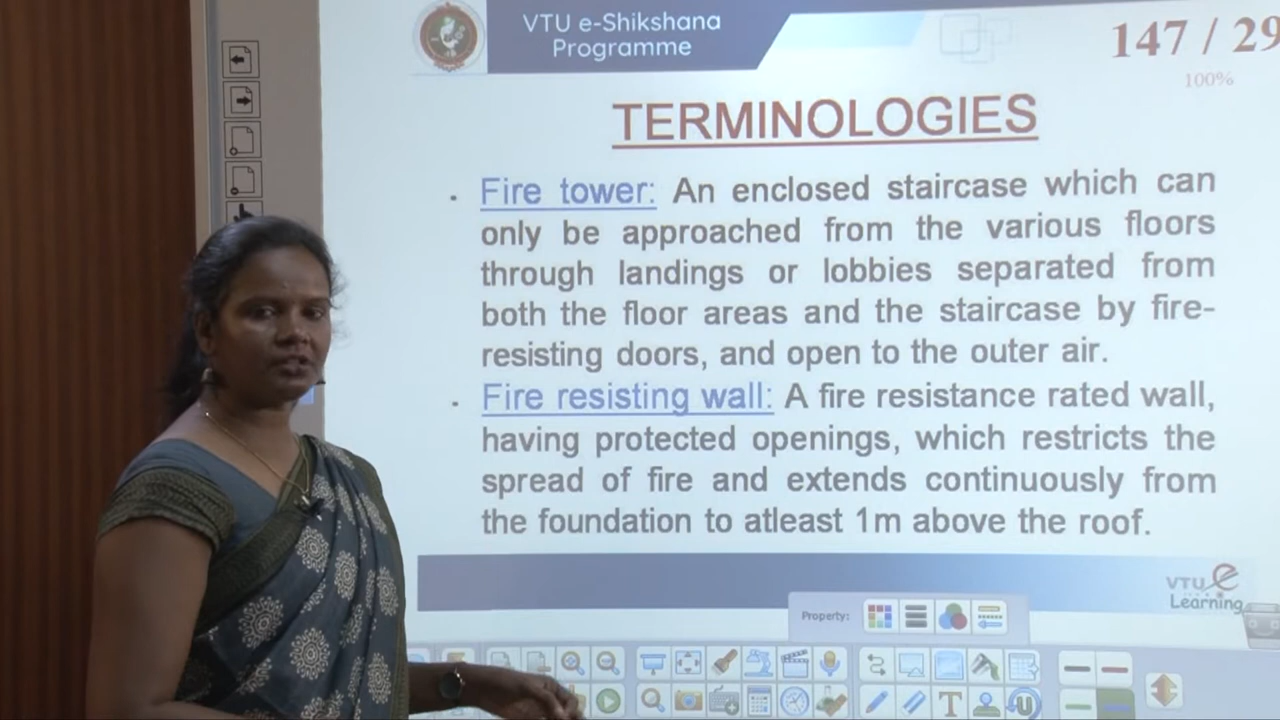 VTU e-Shikshana
Programme
147 / 29
100%
TERMINOLOGIES
. Fire tower: An enclosed staircase which can
only be approached from the various floors
through landings or lobbies separated from
both the floor areas and the staircase by fire-
resisting doors, and open to the outer air.
. Fire resisting wall: A fire resistance rated wall,
having protected openings, which restricts the
spread of fire and extends continuously from
the foundation to atleast 1m above the roof.
VTU e
Learning
Property: